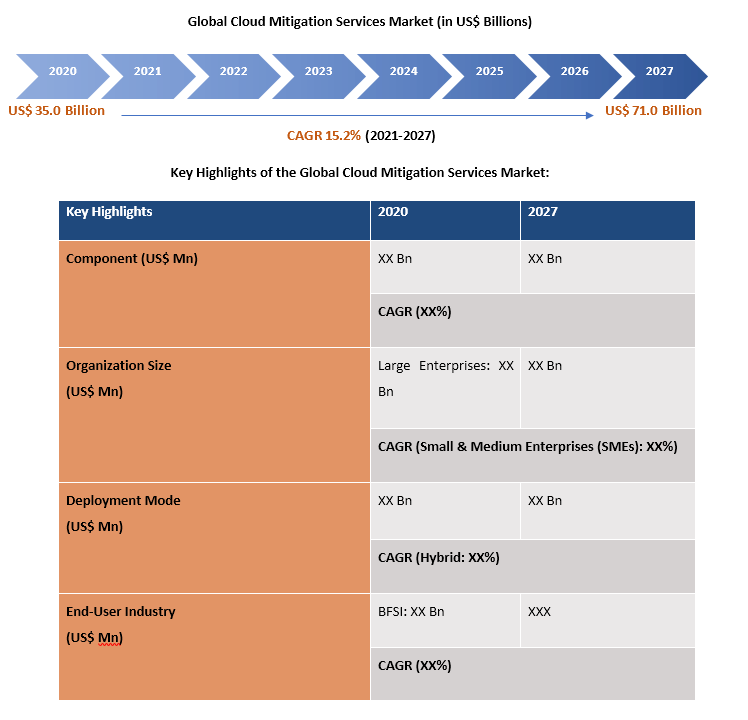 Global Cloud Mitigation Services Market (in US$ Billions)
2020 2021 2022 2023 2024 2025 2026 2027
US$ 35.0 Billion US$ 71.0 Billion
CAGR 15.2% (2021-2027)
Key Highlights of the Global Cloud Mitigation Services Market:
Key Highlights 2020 2027
Component (US$ Mn) XX Bn XX Bn
CAGR (XX%)
Organization Size Large Enterprises: XX XX Bn
(US$ Mn) Bn
CAGR (Small & Medium Enterprises (SMEs): XX%)
Deployment Mode XX Bn XX Bn
(US$ Mn)
CAGR (Hybrid: XX%)
End-User Industry BFSI: XX Bn XXX
(US$ Mn)
CAGR (XX%)